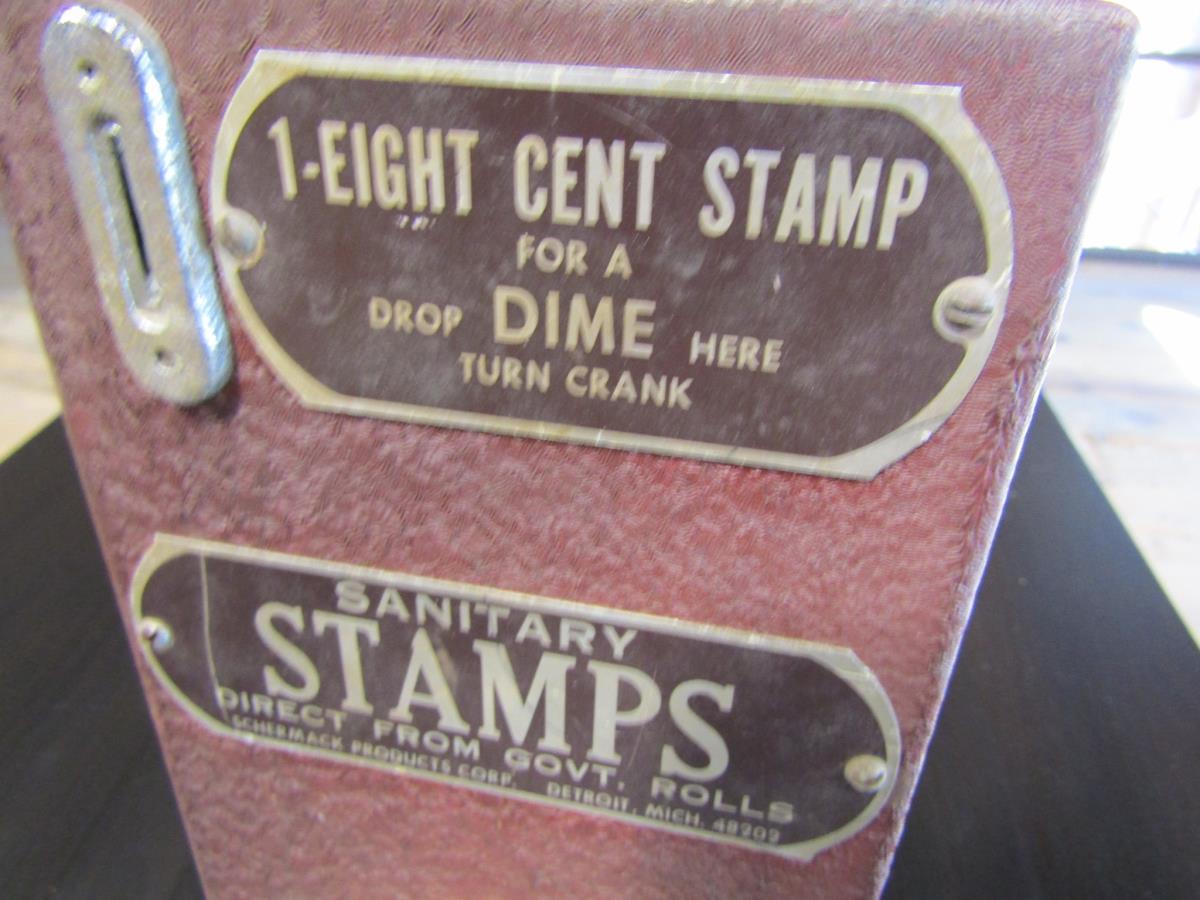 1-EIGHT CENT STAMP
FOR A
DROP DIME HERE
TURN CRANK
SANITARY
STAMPS
DIRECT FROM GOVT. ROLLS
SCHERMACK PRODUCTS CORP. DETROIT, MICH. 48202